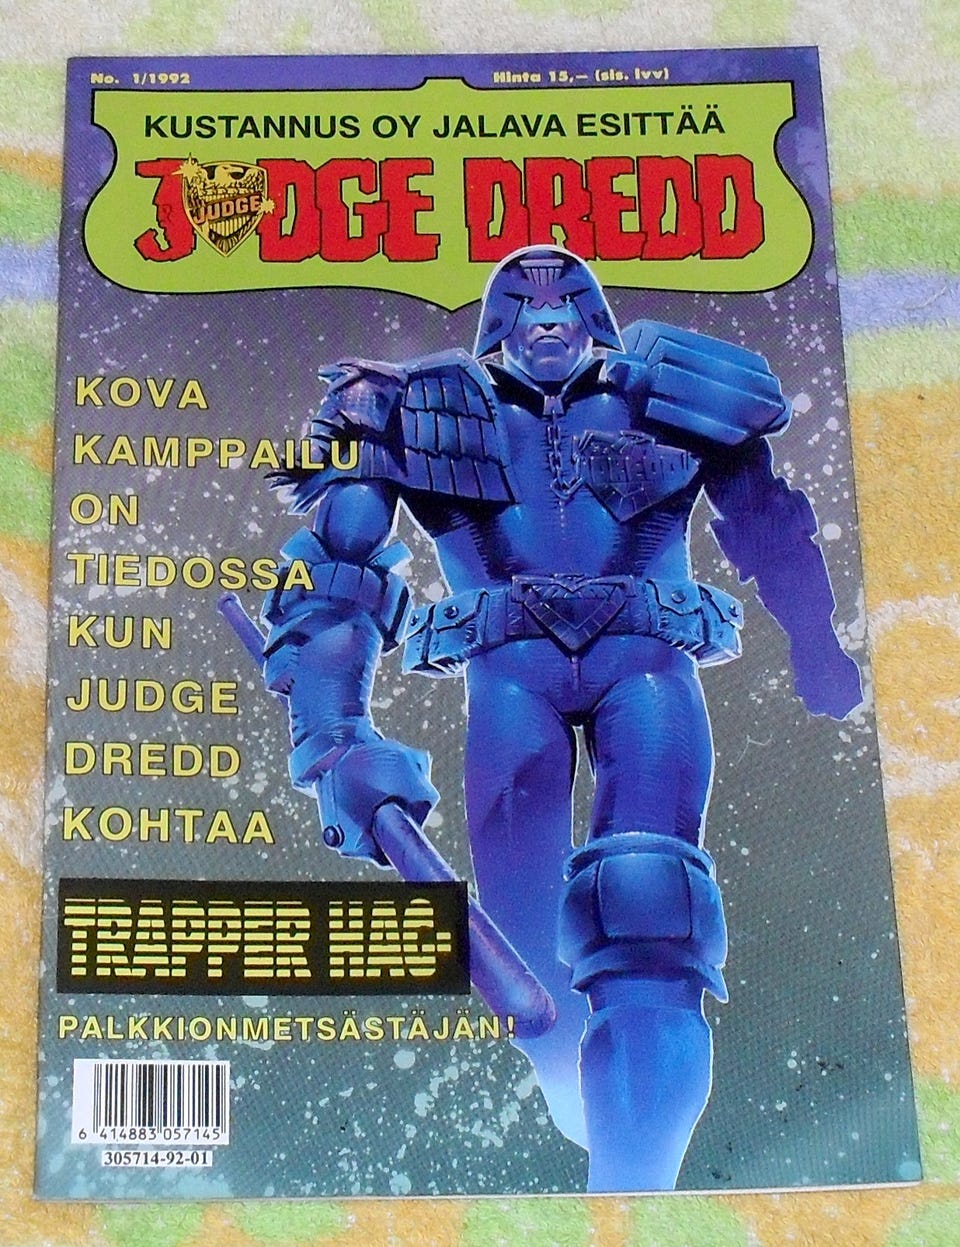 No. 1/1992 Hinta 15,– (sis. lvv)
KUSTANNUS OY JALAVA ESITTÄÄ
JUDGE DREDD
JUDGE
DREDD
KOVA
KAMPPAILU
ON
TIEDOSSA
KUN
JUDGE
DREDD
KOHTAA
TRAPPER HAG-
PALKKIONMETSÄSTÄJÄN!
6 414883 057145
305714-92-01